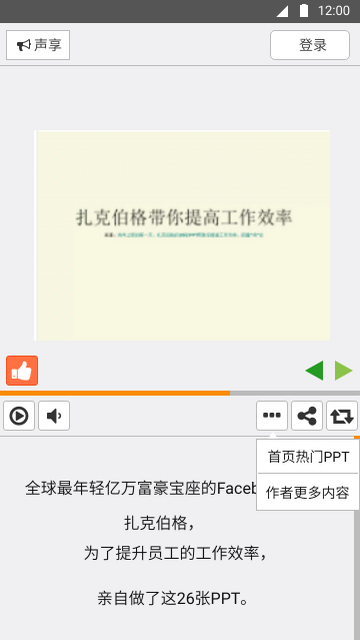 12:00
声享
登录
扎克伯格带你提高工作效率
首页热门PPT
作者更多内容
全球最年轻亿万富豪宝座的Faceb
扎克伯格，
为了提升员工的工作效率，
亲自做了这26张PPT。